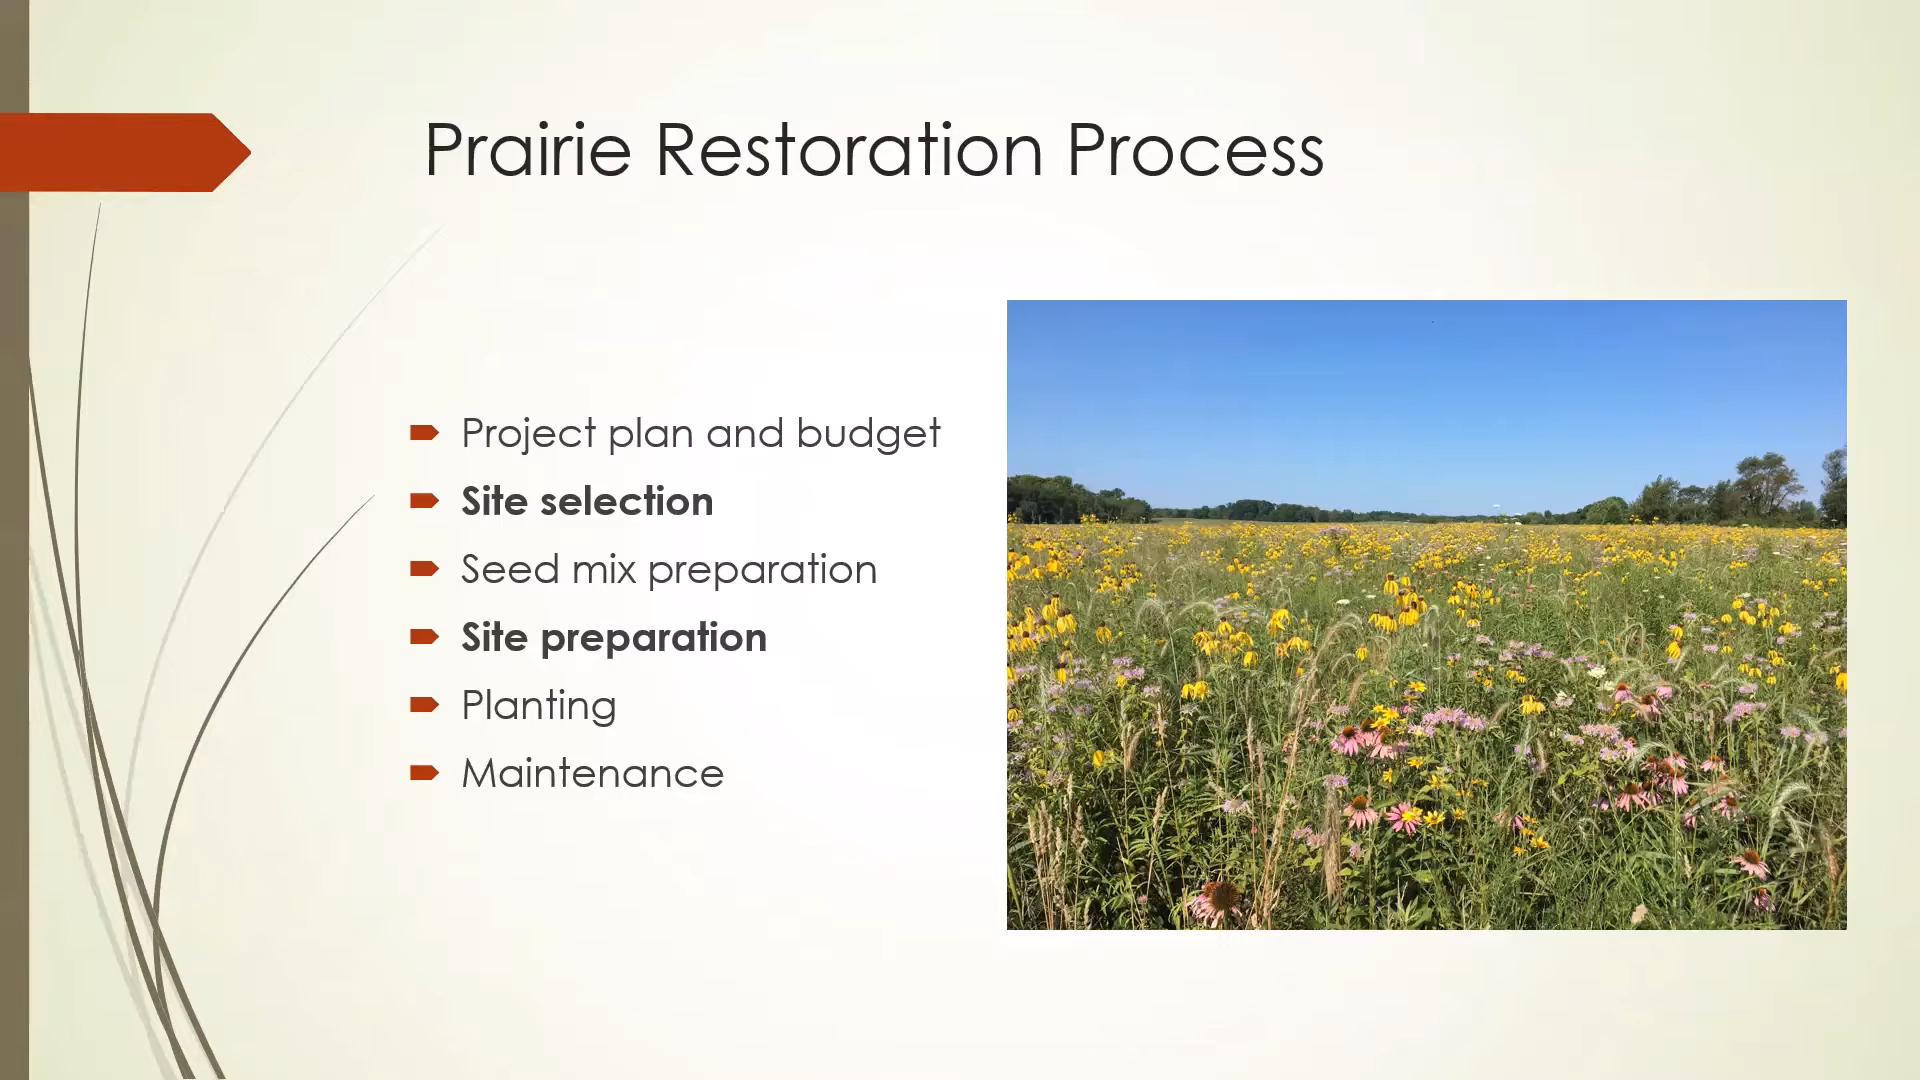 Prairie Restoration Process
Project plan and budget
Site selection
Seed mix preparation
Site preparation
Planting
Maintenance